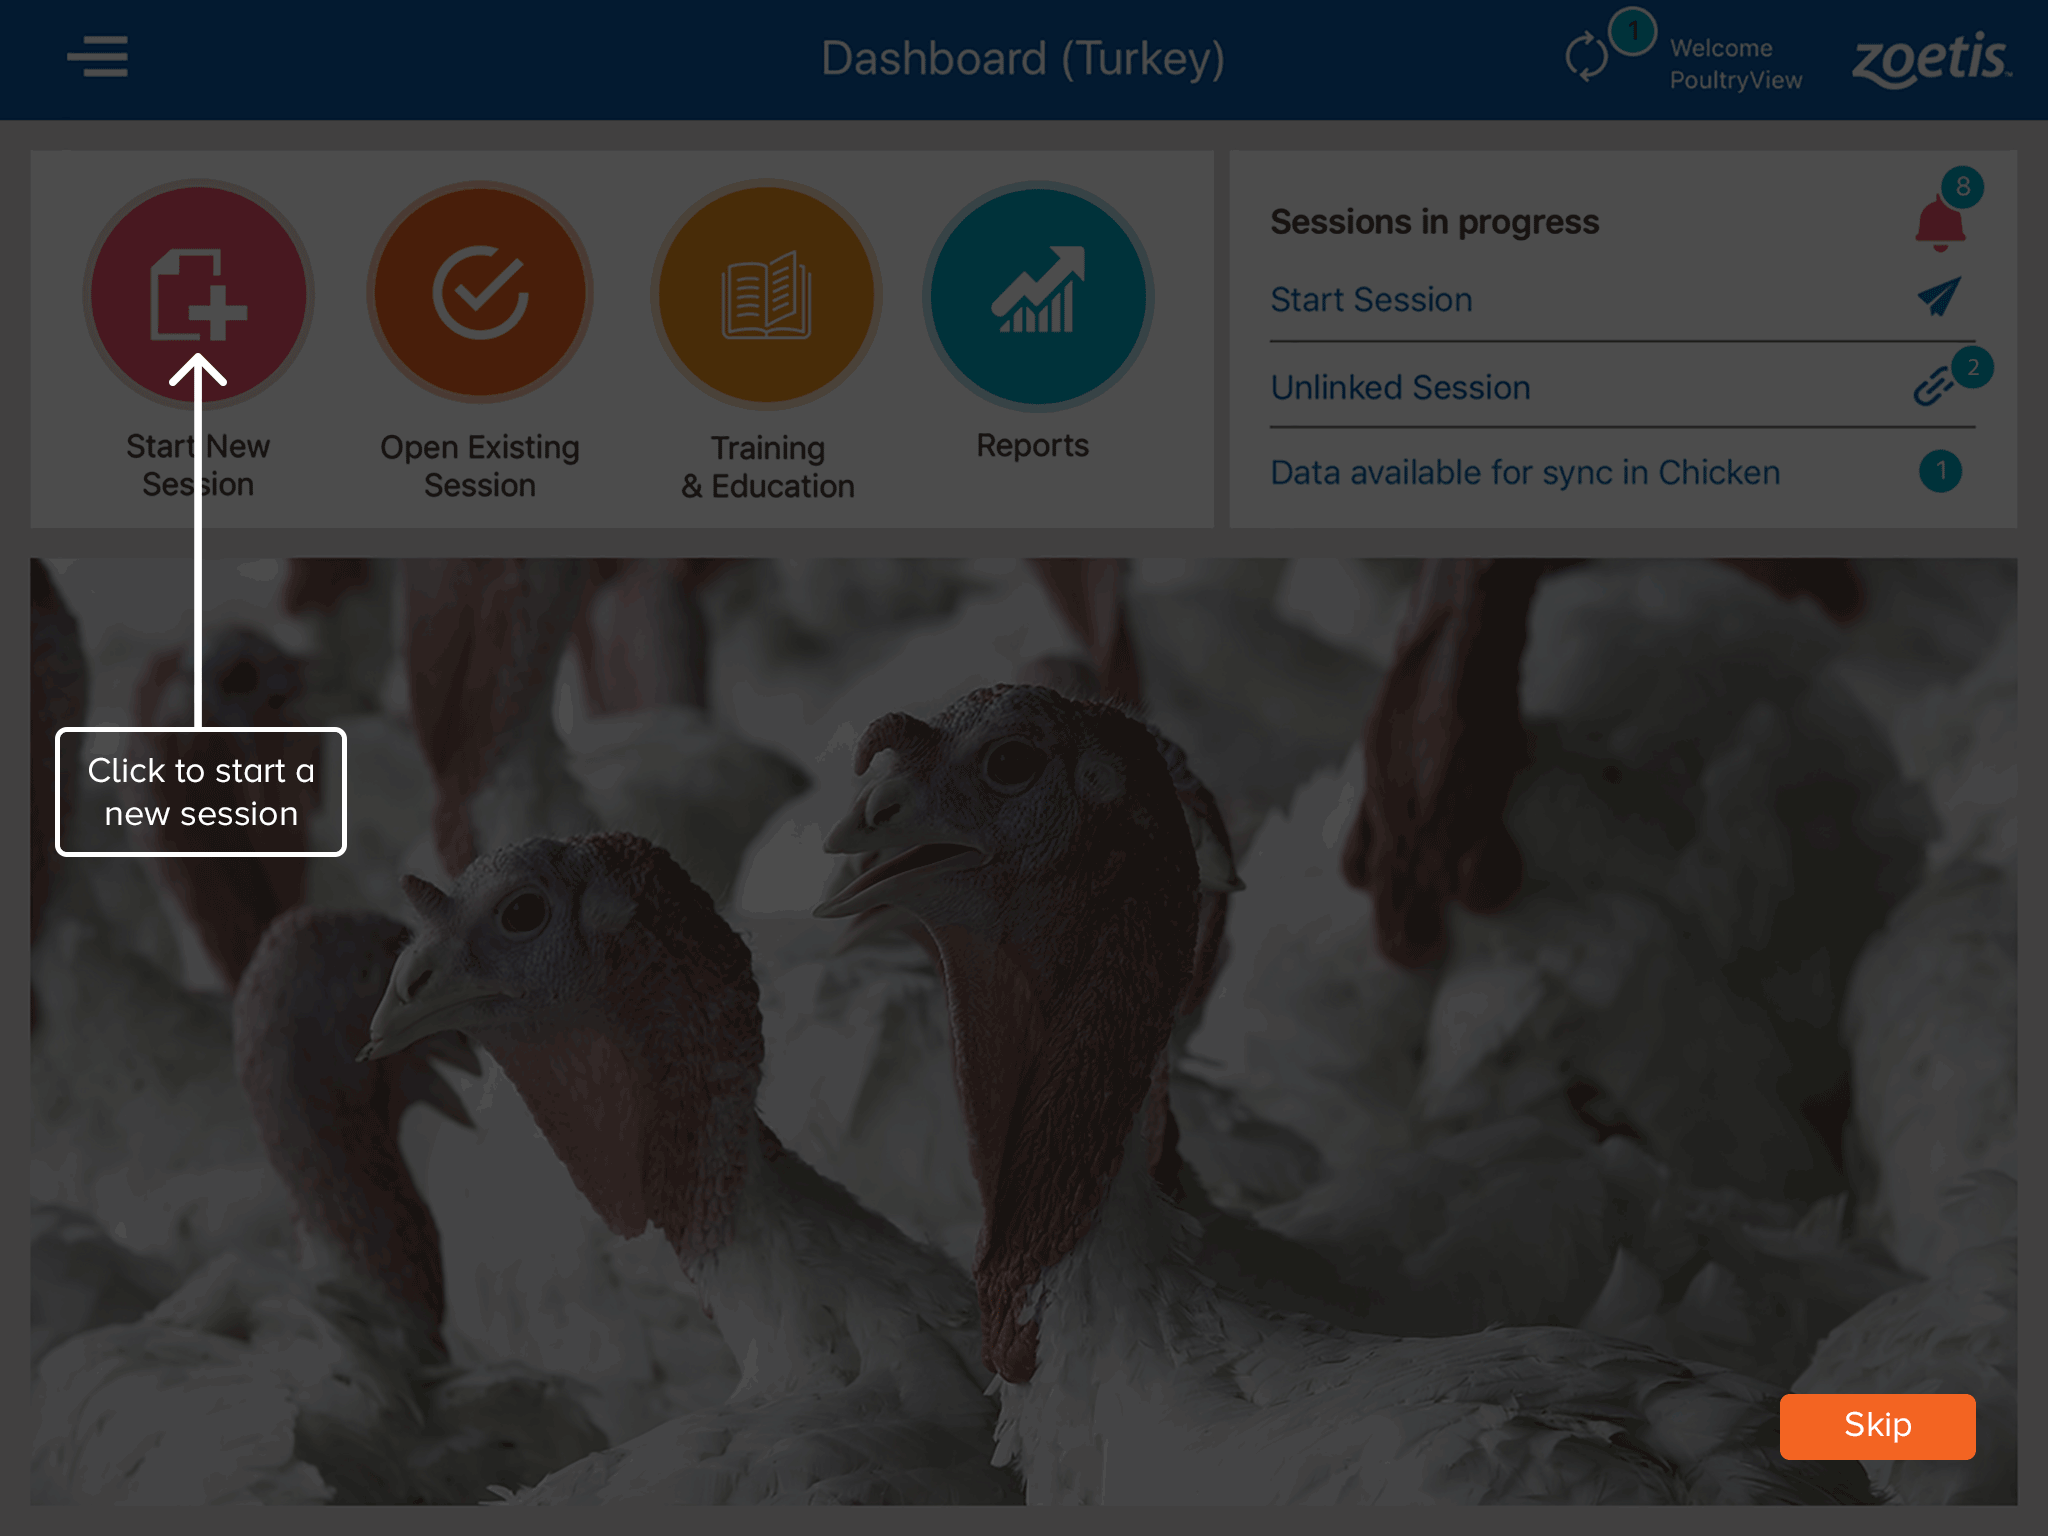 Dashboard (Turkey)
1
Welcome
PoultryView
zoetis™
Start New
Session
Open Existing
Session
Training
& Education
Reports
Sessions in progress
8
Start Session
Unlinked Session
2
Data available for sync in Chicken
1
Click to start a
new session
Skip